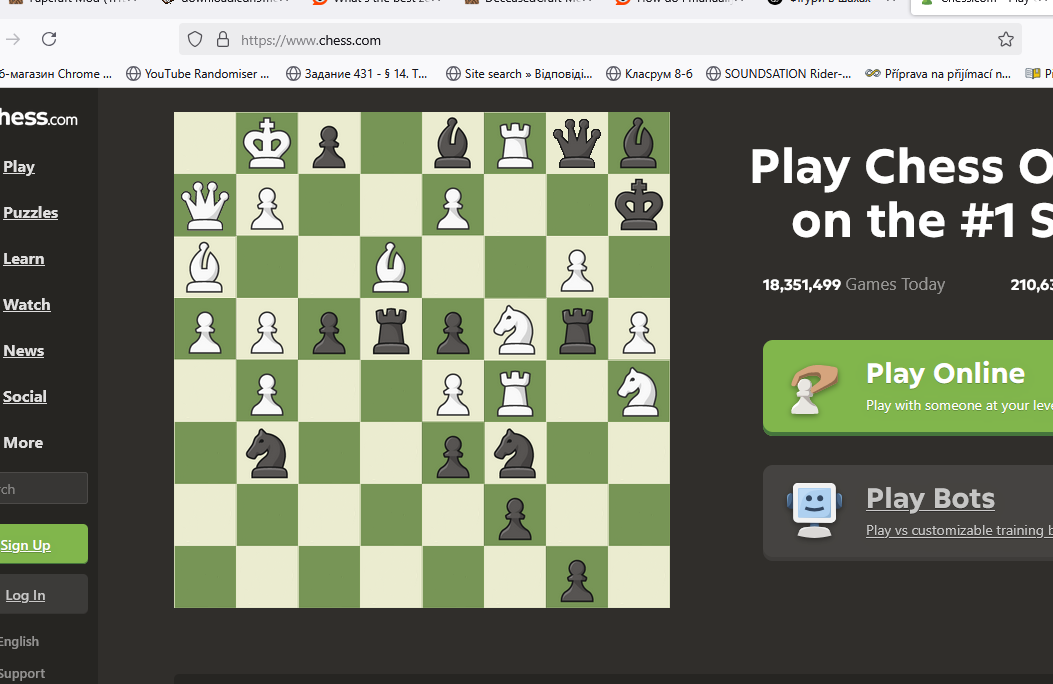 https://www.chess.com
б-магазин Chrome ...
YouTube Randomiser ...
Задание 431 - § 14. Т...
Site search » Відповіді...
Класрум 8-б
SOUNDSATION Rider-...
Příprava na přijímací n...
hess.com
Play
Puzzles
Learn
Watch
News
Social
More
rch
Sign Up
Log In
English
Support
Play Chess O
on the #1 S
18,351,499 Games Today
210,63
Play Online
Play with someone at your leve
Play Bots
Play vs customizable training b